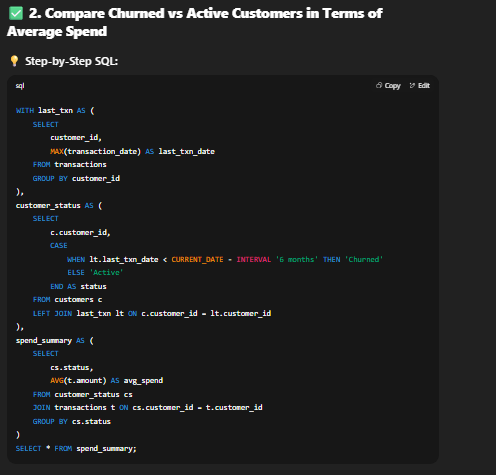 ✅ 2. Compare Churned vs Active Customers in Terms of
Average Spend
💡 Step-by-Step SQL:
sql
Copy
Edit
WITH last_txn AS (
    SELECT
        customer_id,
        MAX(transaction_date) AS last_txn_date
    FROM transactions
    GROUP BY customer_id
),
customer_status AS (
    SELECT
        c.customer_id,
        CASE
            WHEN lt.last_txn_date < CURRENT_DATE - INTERVAL '6 months' THEN 'Churned'
            ELSE 'Active'
        END AS status
    FROM customers c
    LEFT JOIN last_txn lt ON c.customer_id = lt.customer_id
),
spend_summary AS (
    SELECT
        cs.status,
        AVG(t.amount) AS avg_spend
    FROM customer_status cs
    JOIN transactions t ON cs.customer_id = t.customer_id
    GROUP BY cs.status
)
SELECT * FROM spend_summary;